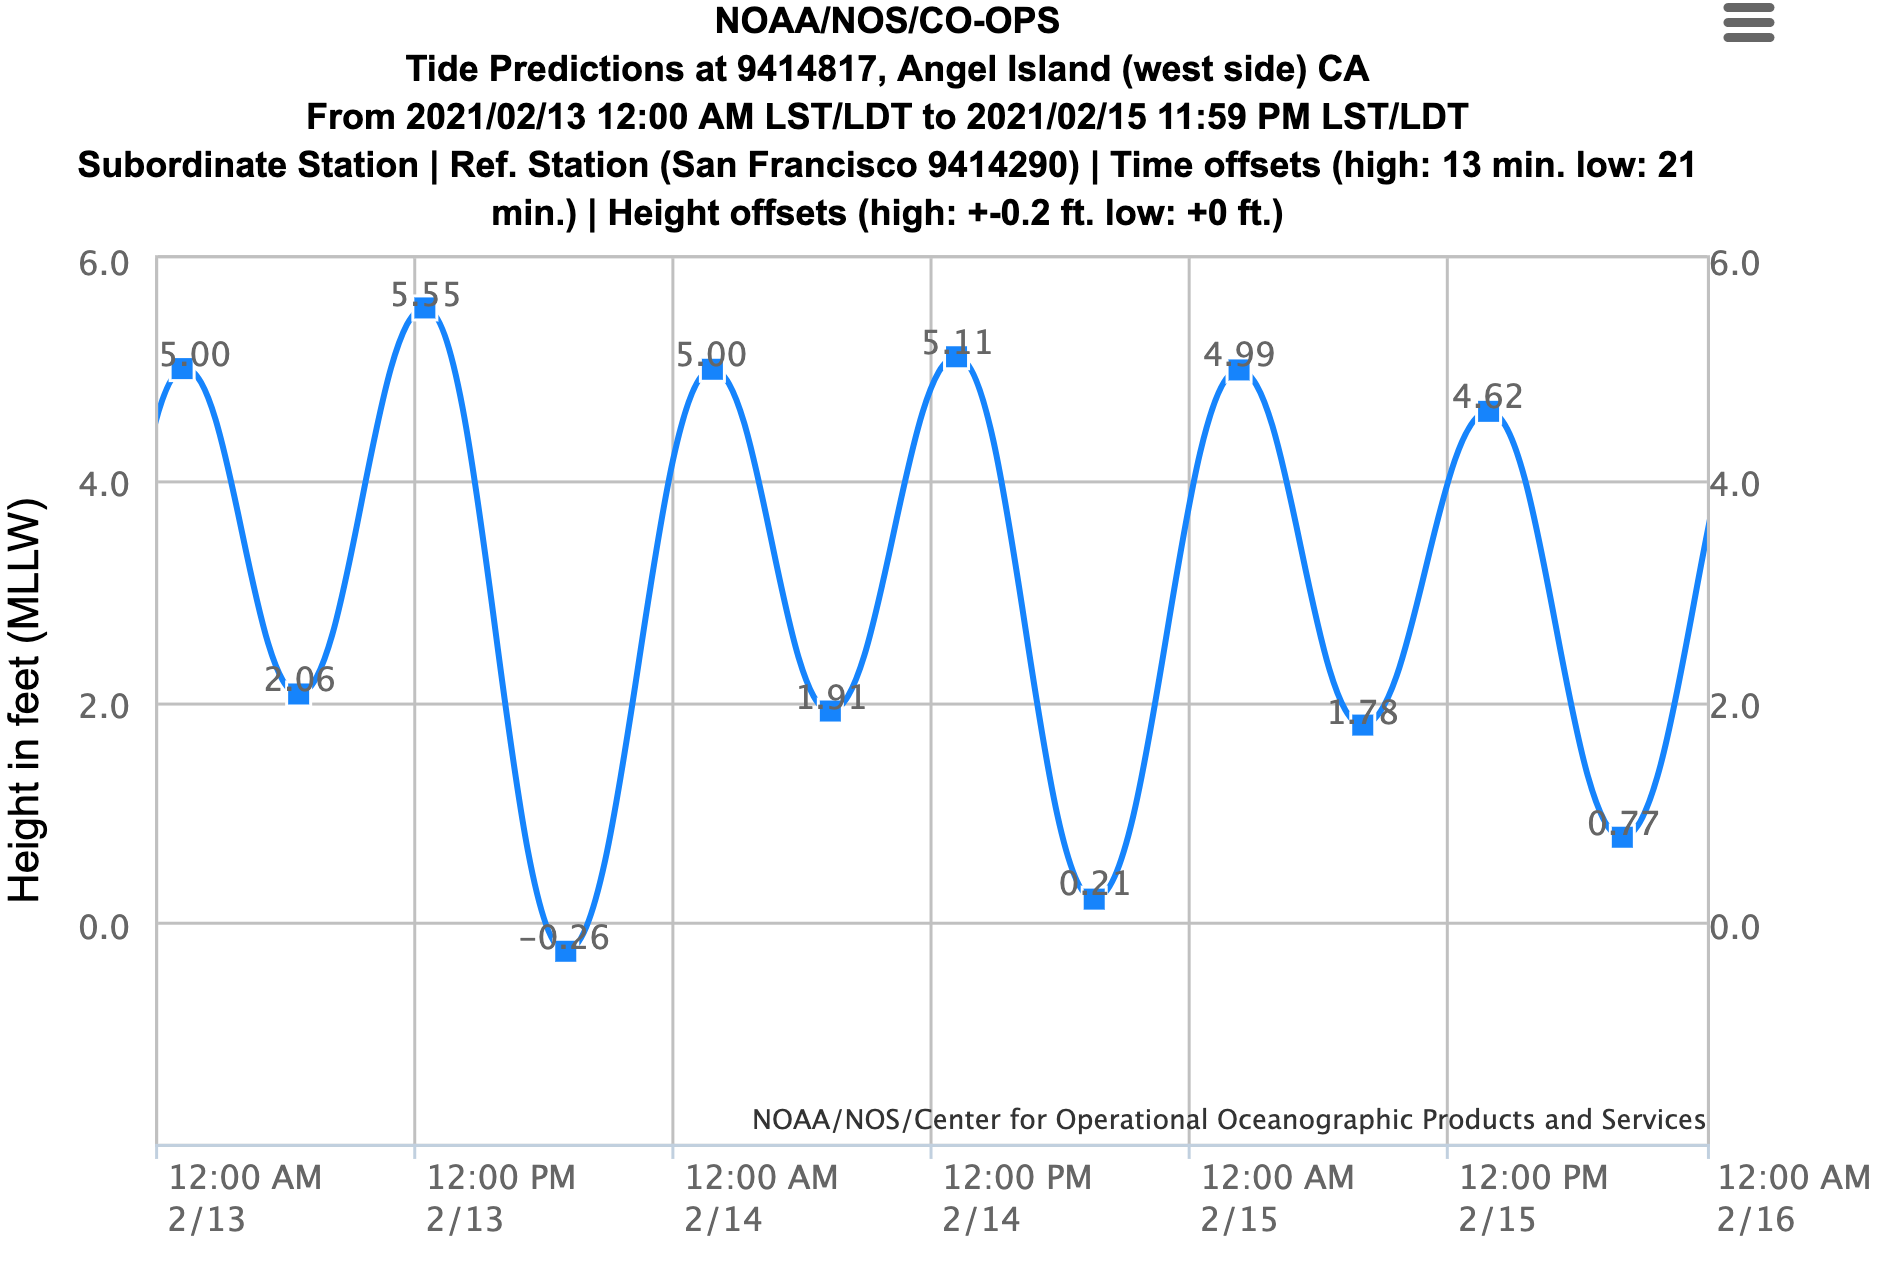 NOAA/NOS/CO-OPS
Tide Predictions at 9414817, Angel Island (west side) CA
From 2021/02/13 12:00 AM LST/LDT to 2021/02/15 11:59 PM LST/LDT
Subordinate Station | Ref. Station (San Francisco 9414290) | Time offsets (high: 13 min. low: 21
min.) | Height offsets (high: +-0.2 ft. low: +0 ft.)
Height in feet (MLLW)
6.0 6.0
5.55
5.00 5.00 5.11 4.99
4.62
4.0 4.0
2.06 1.91 1.78
2.0 2.0
0.77
0.21
0.0 -0.26 0.0
NOAA/NOS/Center for Operational Oceanographic Products and Services
12:00 AM 12:00 PM 12:00 AM 12:00 PM 12:00 AM 12:00 PM 12:00 AM
2/13 2/13 2/14 2/14 2/15 2/15 2/16